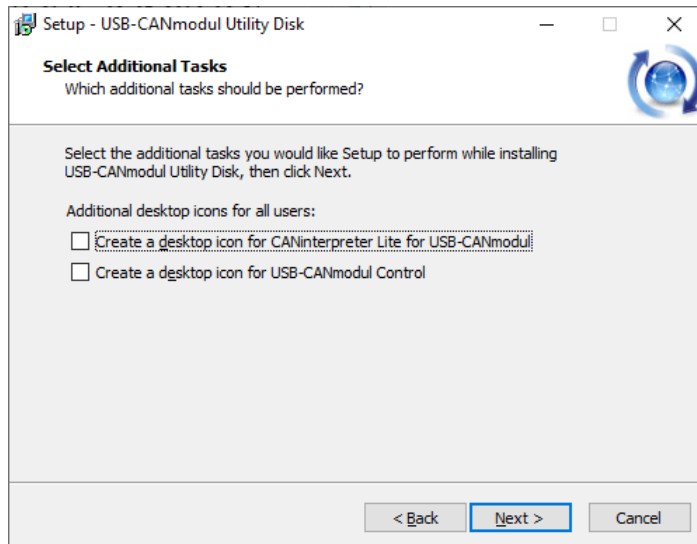 Setup - USB-CANmodul Utility Disk
Select Additional Tasks
Which additional tasks should be performed?
Select the additional tasks you would like Setup to perform while installing
USB-CANmodul Utility Disk, then click Next.
Additional desktop icons for all users:
Create a desktop icon for CANinterpreter Lite for USB-CANmodul
Create a desktop icon for USB-CANmodul Control
< Back
Next >
Cancel